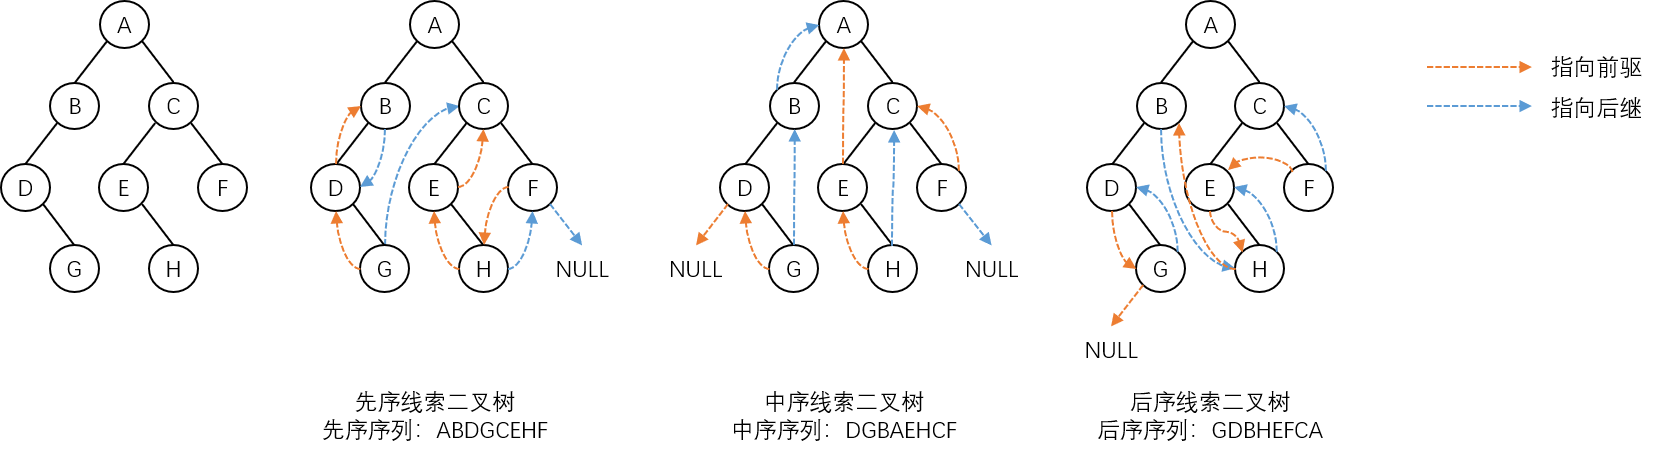 A
B
C
D
E
F
G
H
A
B
C
D
E
F
G
H
NULL
先序线索二叉树
先序序列：ABDGCEHF
A
B
C
D
E
F
G
H
NULL
NULL
中序线索二叉树
中序序列：DGBAEHCF
A
B
C
D
E
F
G
H
NULL
后序线索二叉树
后序序列：GDBHEFCA
指向前驱
指向后继